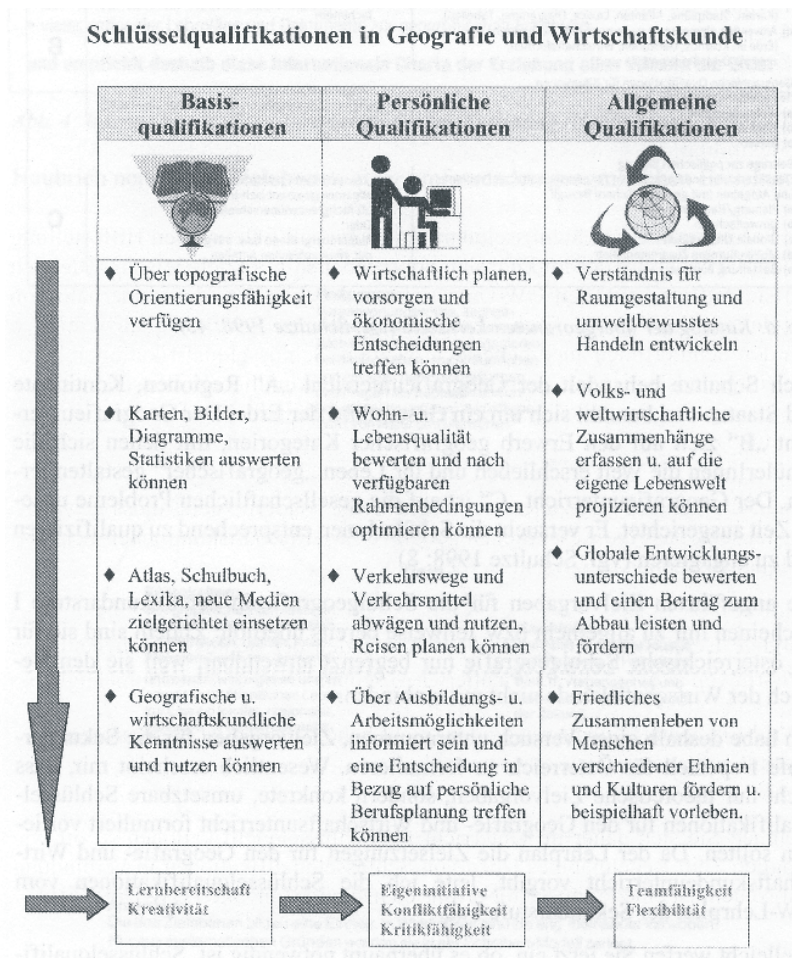 Schlüsselqualifikationen in Geografie und Wirtschaftskunde
Basis-
qualifikationen
♦ Über topografische
Orientierungsfähigkeit
verfügen
♦ Karten, Bilder,
Diagramme,
Statistiken auswerten
können
♦ Atlas, Schulbuch,
Lexika, neue Medien
zielgerichtet einsetzen
können
♦ Geografische u.
wirtschaftskundliche
Kenntnisse auswerten
und nutzen können
Persönliche
Qualifikationen
♦ Wirtschaftlich planen,
vorsorgen und
ökonomische
Entscheidungen
treffen können
♦ Wohn- und
Lebensqualität
bewerten und nach
verfügbaren
Rahmenbedingungen
optimieren können
♦ Verkehrswege und
Verkehrsmittel
abwägen und nutzen,
Reisen planen können
♦ Über Ausbildungs- u.
Arbeitsmöglichkeiten
informiert sein und
eine Entscheidung in
Bezug auf persönliche
Berufsplanung treffen
können
Allgemeine
Qualifikationen
♦ Verständnis für
Raumgestaltung und
umweltbewusstes
Handeln entwickeln
♦ Volks- und
weltwirtschaftliche
Zusammenhänge
erfassen u. auf die
eigene Lebenswelt
projizieren können
♦ Globale Entwicklungs-
unterschiede bewerten
und einen Beitrag zum
Abbau leisten und
fördern
♦ Friedliches
Zusammenleben von
Menschen
verschiedener Ethnien
und Kulturen fördern u.
beispielhaft vorleben.
Lernbereitschaft
Kreativität
Eigeninitiative
Konfliktfähigkeit
Kritikfähigkeit
Teamfähigkeit
Flexibilität